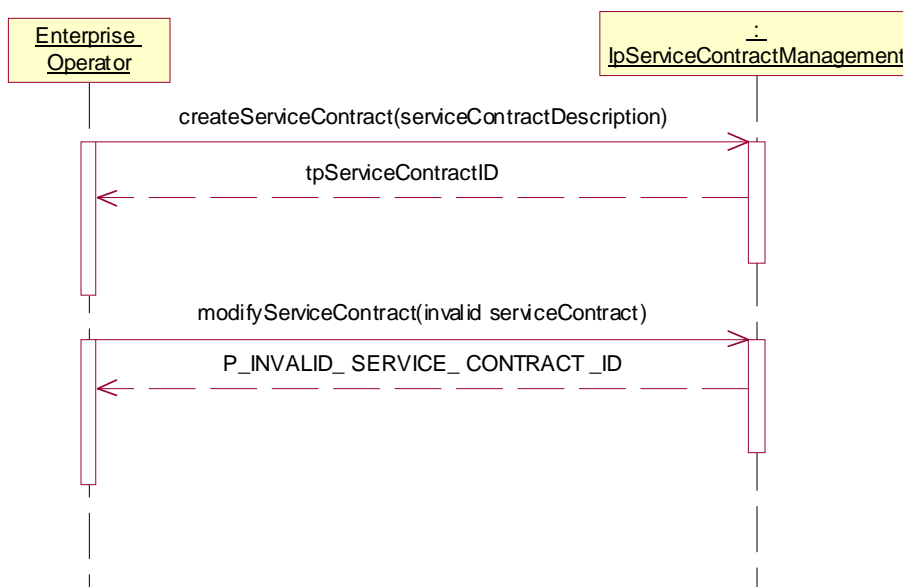 Enterprise
Operator
:
IpServiceContractManagement
createServiceContract(serviceContractDescription)
tpServiceContractID
modifyServiceContract(invalid serviceContract)
P_INVALID_ SERVICE_ CONTRACT _ID